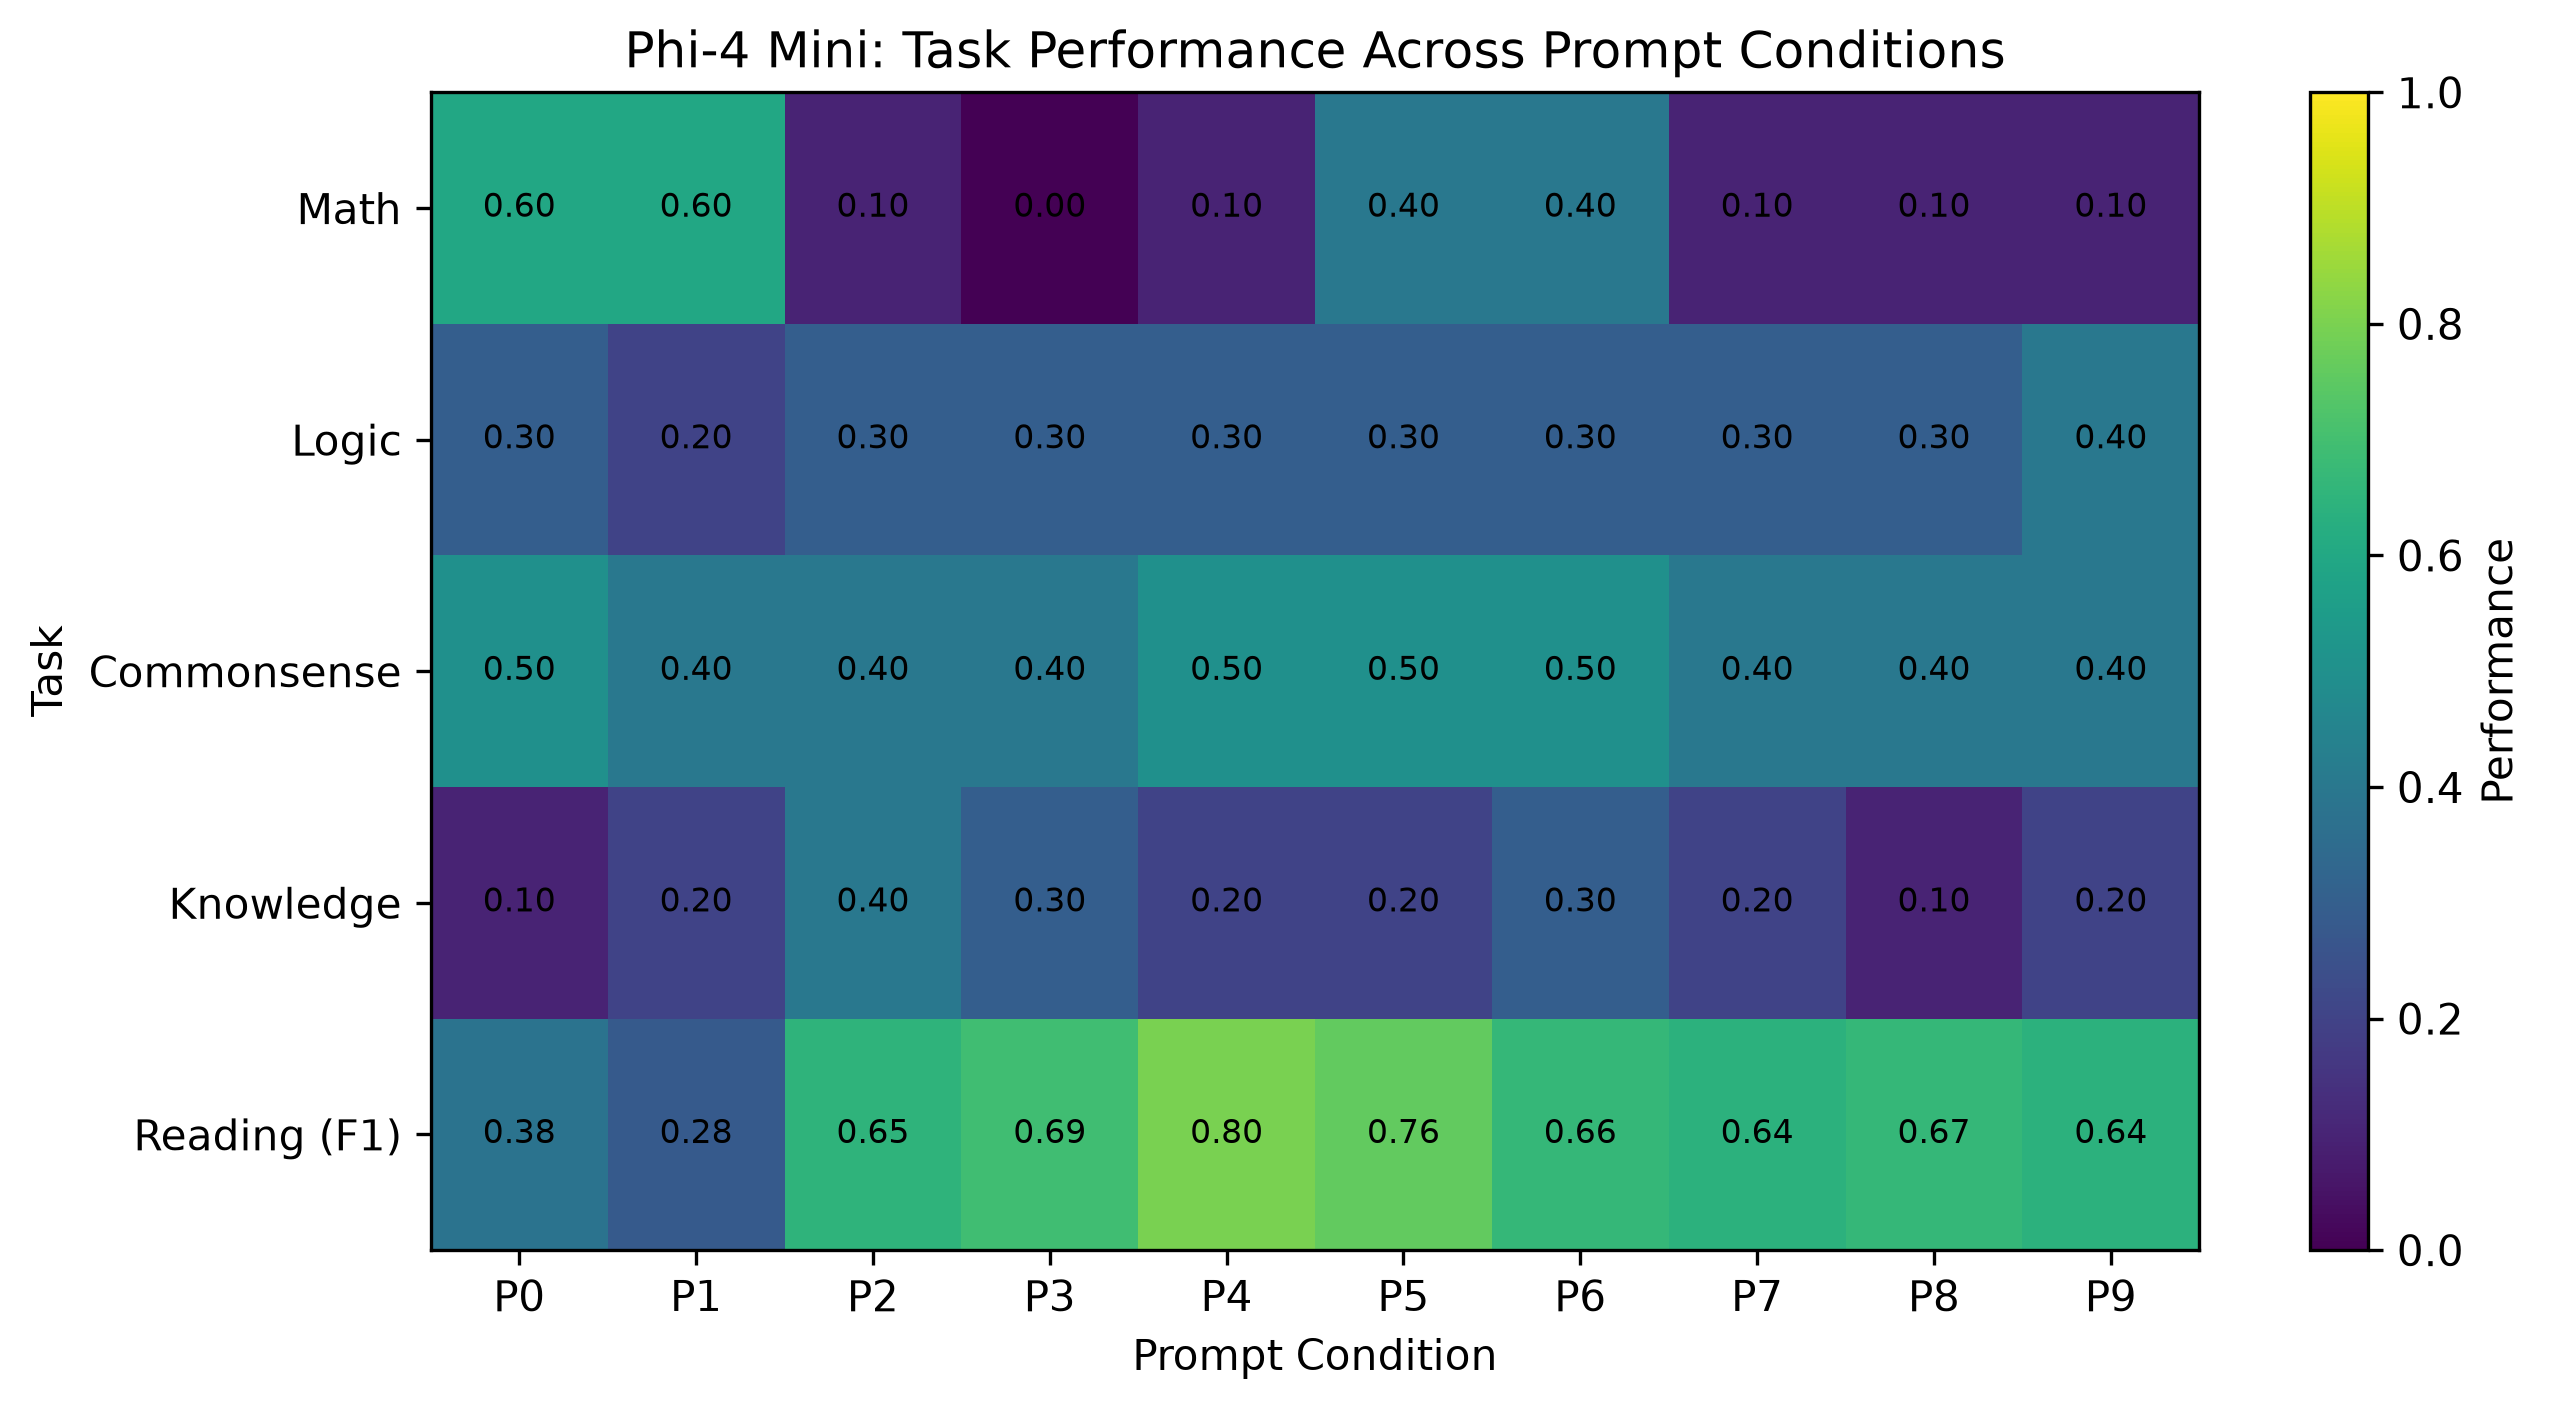 Phi-4 Mini: Task Performance Across Prompt Conditions
Math 0.60 0.60 0.10 0.00 0.10 0.40 0.40 0.10 0.10 0.10
Logic 0.30 0.20 0.30 0.30 0.30 0.30 0.30 0.30 0.30 0.40
Commonsense 0.50 0.40 0.40 0.40 0.50 0.50 0.50 0.40 0.40 0.40
Knowledge 0.10 0.20 0.40 0.30 0.20 0.20 0.30 0.20 0.10 0.20
Reading (F1) 0.38 0.28 0.65 0.69 0.80 0.76 0.66 0.64 0.67 0.64
P0 P1 P2 P3 P4 P5 P6 P7 P8 P9
Prompt Condition
Task
1.0
0.8
0.6
0.4
0.2
0.0
Performance